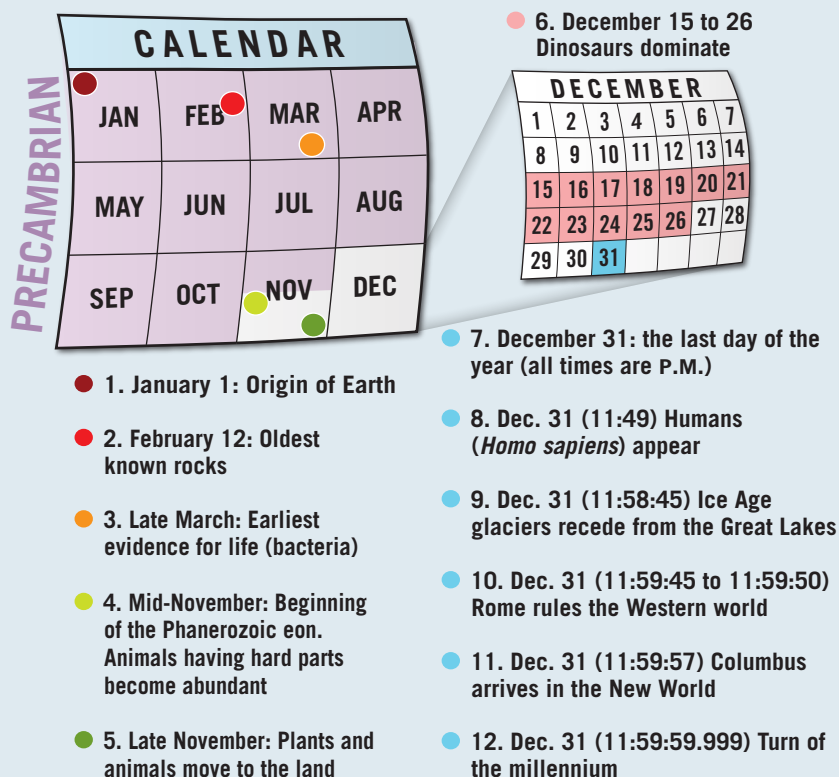 PRECAMBRIAN
CALENDAR
JAN FEB MAR APR
MAY JUN JUL AUG
SEP OCT NOV DEC
6. December 15 to 26
Dinosaurs dominate
DECEMBER
1 2 3 4 5 6 7
8 9 10 11 12 13 14
15 16 17 18 19 20 21
22 23 24 25 26 27 28
29 30 31
1. January 1: Origin of Earth
2. February 12: Oldest
known rocks
3. Late March: Earliest
evidence for life (bacteria)
4. Mid-November: Beginning
of the Phanerozoic eon.
Animals having hard parts
become abundant
5. Late November: Plants and
animals move to the land
7. December 31: the last day of the
year (all times are P.M.)
8. Dec. 31 (11:49) Humans
(Homo sapiens) appear
9. Dec. 31 (11:58:45) Ice Age
glaciers recede from the Great Lakes
10. Dec. 31 (11:59:45 to 11:59:50)
Rome rules the Western world
11. Dec. 31 (11:59:57) Columbus
arrives in the New World
12. Dec. 31 (11:59:59.999) Turn of
the millennium